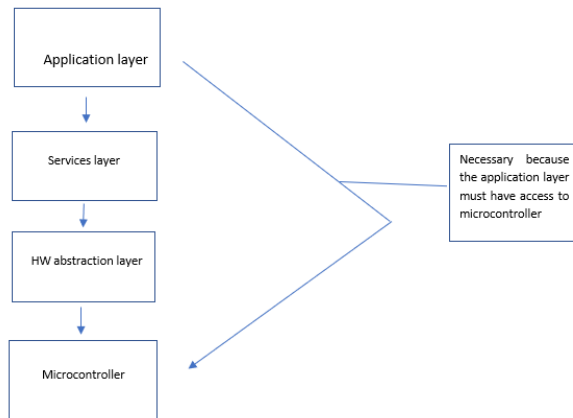 Application layer
Services layer
HW abstraction layer
Microcontroller
Necessary because
the application layer
must have access to
microcontroller